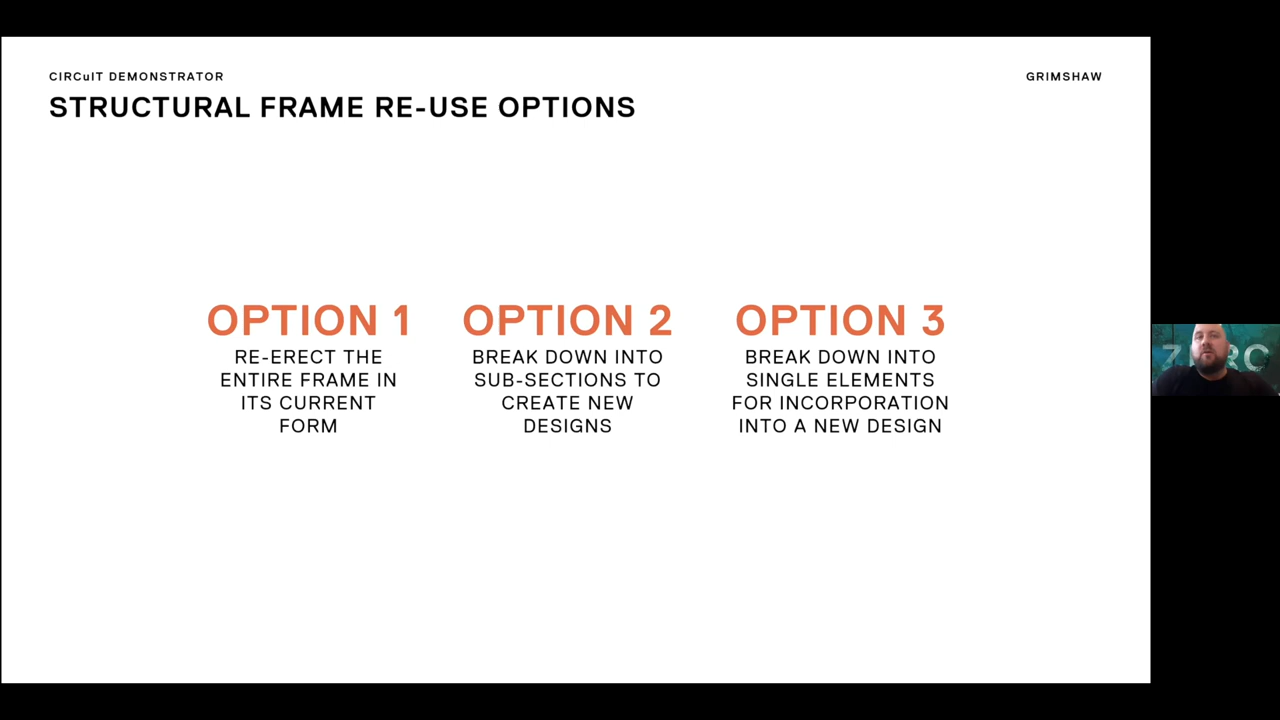 CIRCuIT DEMONSTRATOR
GRIMSHAW
STRUCTURAL FRAME RE-USE OPTIONS
OPTION 1
RE-ERECT THE
ENTIRE FRAME IN
ITS CURRENT
FORM
OPTION 2
BREAK DOWN INTO
SUB-SECTIONS TO
CREATE NEW
DESIGNS
OPTION 3
BREAK DOWN INTO
SINGLE ELEMENTS
FOR INCORPORATION
INTO A NEW DESIGN